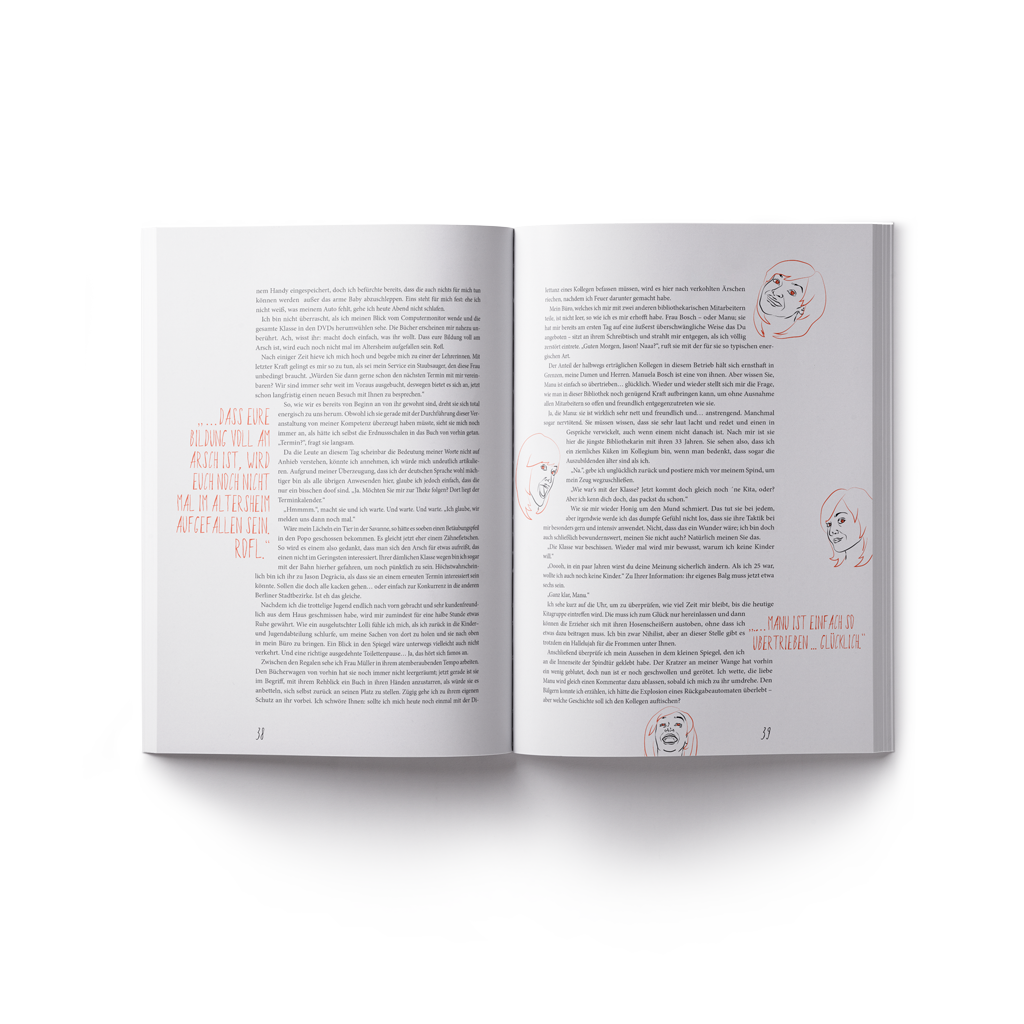 nem Handy eingespeichert, doch ich befürchte bereits, dass die auch nichts für mich tun
können werden außer das arme Baby abzuschleppen. Eins steht für mich fest: ehe ich
nicht weiß, was meinem Auto fehlt, gehe ich heute Abend nicht schlafen.
Ich bin nicht überrascht, als ich meinen Blick vom Computermonitor wende und die
gesamte Klasse in den DVDs herumwühlen sehe. Die Bücher erscheinen mir nahezu un-
berührt. Ach, wisst ihr: macht doch einfach, was ihr wollt. Dass eure Bildung voll am
Arsch ist, wird euch noch nicht mal im Altersheim aufgefallen sein. Rofl.
Nach einiger Zeit hieve ich mich hoch und begebe mich zu einer der Lehrerinnen. Mit
letzter Kraft gelingt es mir so zu tun, als sei mein Service ein Staubsauger, den diese Frau
unbedingt braucht. „Würden Sie dann gerne schon den nächsten Termin mit mir verein-
baren? Wir sind immer sehr weit im Voraus ausgebucht, deswegen bietet es sich an, jetzt
schon langfristig einen neuen Besuch mit Ihnen zu besprechen.“
So, wie wir es bereits von Beginn an von ihr gewohnt sind, dreht sie sich total
energisch zu uns herum. Obwohl ich sie gerade mit der Durchführung dieser Ver-
anstaltung von meiner Kompetenz überzeugt haben müsste, sieht sie mich noch
immer an, als hätte ich selbst die Erdnussschalen in das Buch von vorhin getan.
„Termin?“, fragt sie langsam.
Da die Leute an diesem Tag scheinbar die Bedeutung meiner Worte nicht auf
Anhieb verstehen, könnte ich annehmen, ich würde mich undeutlich artikulie-
ren. Aufgrund meiner Überzeugung, dass ich der deutschen Sprache wohl mäch-
tiger bin als alle übrigen Anwesenden hier, glaube ich jedoch einfach, dass die
nur ein bisschen doof sind. „Ja. Möchten Sie mir zur Theke folgen? Dort liegt der
Terminkalender.“
„Hmmmm.“, macht sie und ich warte. Und warte. Und warte. „Ich glaube, wir
melden uns dann noch mal.“
Wäre mein Lächeln ein Tier in der Savanne, so hätte es soeben einen Betäubungspfeil
in den Popo geschossen bekommen. Es gleicht jetzt eher einem Zähnefletschen.
So wird es einem also gedankt, dass man sich den Arsch für etwas aufreißt, das
einen nicht im Geringsten interessiert. Ihrer dämlichen Klasse wegen bin ich sogar
mit der Bahn hierher gefahren, um noch pünktlich zu sein. Höchstwahrschein-
lich bin ich eh zu Jason Degrácia, als dass sie an einem erneuten Termin interessiert sein
könnte. Sollen die doch alle kacken gehen… oder einfach zur Konkurrent in die anderen
Berliner Stadtbezirke. Ist eh das gleiche.
Nachdem ich die trottelige Jugend endlich nach vorn gebracht und sehr kundenfreund-
lich aus dem Haus geschmissen habe, wird mir zumindest für eine halbe Stunde etwas
Ruhe gewährt. Wie ein ausgelutschter Lolli fühle ich mich, als ich zurück in die Kinder-
und Jugendabteilung schlurfe, um meine Sachen von dort zu holen und sie nach oben
in mein Büro zu bringen. Ein Blick in den Spiegel wäre unterwegs vielleicht auch nicht
verkehrt. Und eine richtige ausgedehnte Toilettenpause… Ja, das hört sich famos an.
Zwischen den Regalen sehe ich Frau Müller in ihrem atemberaubenden Tempo arbeiten.
Den Bücherwagen von vorhin hat sie noch immer nicht leergeräumt; jetzt gerade ist sie
im Begriff, mit ihrem Rehblick ein Buch in ihren Händen anzustarren, als würde sie es
anbetteln, sich selbst zurück an seinen Platz zu stellen. Zügig gehe ich zu ihrem eigenen
Schutz an ihr vorbei. Ich schwöre Ihnen: sollte ich mich heute noch einmal mit der Di-
„…DASS EURE
BILDUNG VOLL AM
ARSCH IST, WIRD
EUCH NOCH NICHT
MAL IM ALTERSHEIM
AUFGEFALLEN SEIN.
ROFL.“
38
lettanz eines Kollegen befassen müssen, wird es hier nach verkohlten Ärschen
riechen, nachdem ich Feuer darunter gemacht habe.
Mein Büro, welches ich mir mit zwei anderen bibliothekarischen Mitarbeitern
teile, ist nicht leer, so wie ich es mir erhofft habe. Frau Bosch – oder Manu; sie
hat mir bereits am ersten Tag auf eine äußerst überschwängliche Weise das Du
angeboten – sitzt an ihrem Schreibtisch und strahlt mir entgegen, als ich völlig
zerstört eintrete. „Guten Morgen, Jason! Naaa?“, ruft sie mit der für sie so typischen ener-
gischen Art.
Der Anteil der halbwegs erträglichen Kollegen in diesem Betrieb hält sich ernsthaft in
Grenzen, meine Damen und Herren. Manuela Bosch ist eine von ihnen. Aber wissen Sie,
Manu ist einfach so übertrieben… glücklich. Wieder und wieder stellt sich mir die Frage,
wie man in dieser Bibliothek noch genügend Kraft aufbringen kann, um ohne Ausnahme
allen Mitarbeitern so offen und freundlich entgegenzutreten wie sie.
Ja, die Manu: sie ist wirklich sehr nett und freundlich und… anstrengend. Manchmal
sogar nervtötend. Sie müssen wissen, dass sie sehr laut lacht und redet und einen in
Gespräche verwickelt, auch wenn einem nicht danach ist. Nach mir ist sie
hier die jüngste Bibliothekarin mit ihren 33 Jahren. Sie sehen also, dass ich
ein ziemliches Küken im Kollegium bin, wenn man bedenkt, dass sogar die
Auszubildenden älter sind als ich.
„Na.“, gebe ich unglücklich zurück und postiere mich vor meinem Spind, um
mein Zeug wegzuschließen.
„Wie war's mit der Klasse? Jetzt kommt doch gleich noch ´ne Kita, oder?
Aber ich kenn dich doch, das packst du schon.“
Wie sie mir wieder Honig um den Mund schmiert. Das tut sie bei jedem,
aber irgendwie werde ich das dumpfe Gefühl nicht los, dass sie ihre Taktik bei
mir besonders gern und intensiv anwendet. Nicht, dass das ein Wunder wäre; ich bin doch
auch schließlich bewundernswert, meinen Sie nicht auch? Natürlich meinen Sie das.
„Die Klasse war beschissen. Wieder mal wird mir bewusst, warum ich keine Kinder
will.“
„Ooooh, in ein paar Jahren wirst du deine Meinung sicherlich ändern. Als ich 25 war,
wollte ich auch noch keine Kinder.“ Zu Ihrer Information: ihr eigenes Balg muss jetzt etwa
sechs sein.
„Ganz klar, Manu.“
Ich sehe kurz auf die Uhr, um zu überprüfen, wie viel Zeit mir bleibt, bis die heutige
Kitagruppe eintreffen wird. Die muss ich zum Glück nur hereinlassen und dann
können die Erzieher sich mit ihren Hosenscheißern austoben, ohne dass ich
etwas dazu beitragen muss. Ich bin zwar Nihilist, aber an dieser Stelle gibt es
trotzdem ein Hallelujah für die Frommen unter Ihnen.
Anschließend überprüfe ich mein Aussehen in dem kleinen Spiegel, den ich
an die Innenseite der Spindtür geklebt habe. Der Kratzer an meiner Wange hat vorhin
ein wenig geblutet, doch nun ist er noch geschwollen und gerötet. Ich wette, die liebe
Manu wird gleich einen Kommentar dazu ablassen, sobald ich mich zu ihr umdrehe. Den
Bürgern konnte ich erzählen, ich hätte die Explosion eines Rückgabeautomaten überlebt –
aber welche Geschichte soll ich den Kollegen auftischen?
„…MANU IST EINFACH SO
ÜBERTRIEBEN… GLÜCKLICH.“
39